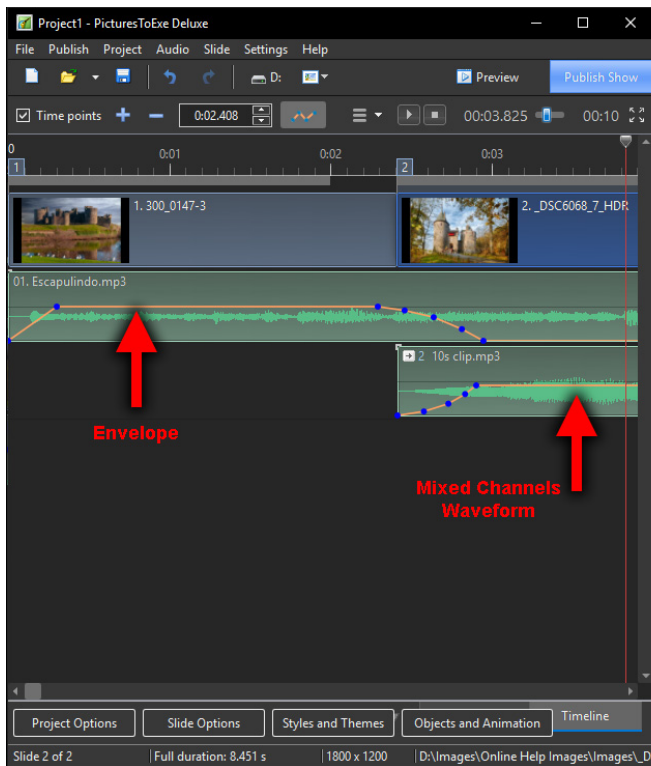 Project1 - PicturesToExe Deluxe
File Publish Project Audio Slide Settings Help
D: Preview Publish Show
Time points 0:02.408 00:03.825 00:10
0 0:01 0:02 0:03
1 2
1. 300_0147-3 2. _DSC6068_7_HDR
01. Escapulindo.mp3
2 10s clip.mp3
Envelope
Mixed Channels
Waveform
Timeline
Project Options Slide Options Styles and Themes Objects and Animation
Slide 2 of 2 Full duration: 8.451 s 1800 x 1200 D:\Images\Online Help Images\Images\_D